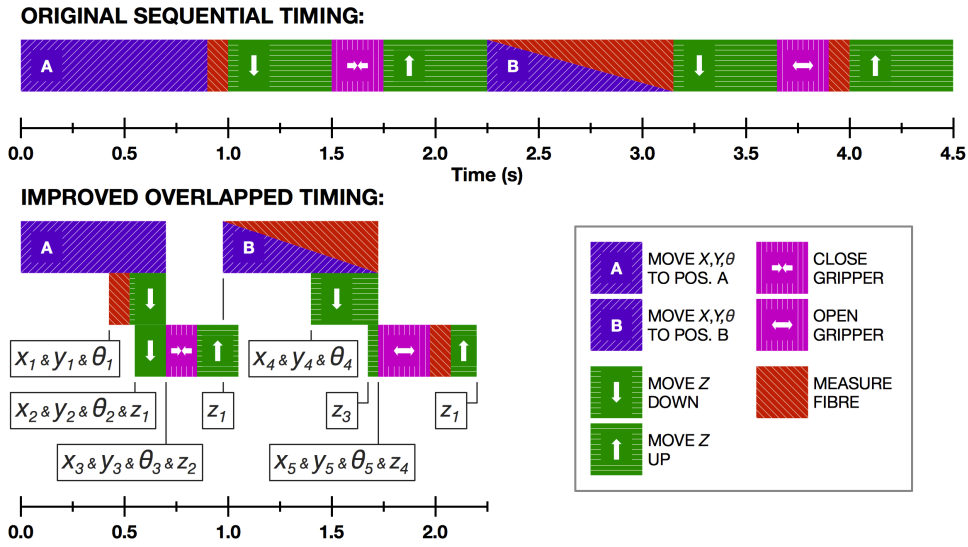 ORIGINAL SEQUENTIAL TIMING:
A
B
0.0 0.5 1.0 1.5 2.0 2.5 3.0 3.5 4.0 4.5
Time (s)
IMPROVED OVERLAPPED TIMING:
A
B
x₁ & y₁ & θ₁
x₄ & y₄ & θ₄
x₂ & y₂ & θ₂ & z₁
z₁
z₃
z₁
x₃ & y₃ & θ₃ & z₂
x₅ & y₅ & θ₅ & z₄
0.0 0.5 1.0 1.5 2.0
A
MOVE X,Y,θ
TO POS. A
B
MOVE X,Y,θ
TO POS. B
MOVE Z
DOWN
MOVE Z
UP
CLOSE
GRIPPER
OPEN
GRIPPER
MEASURE
FIBRE